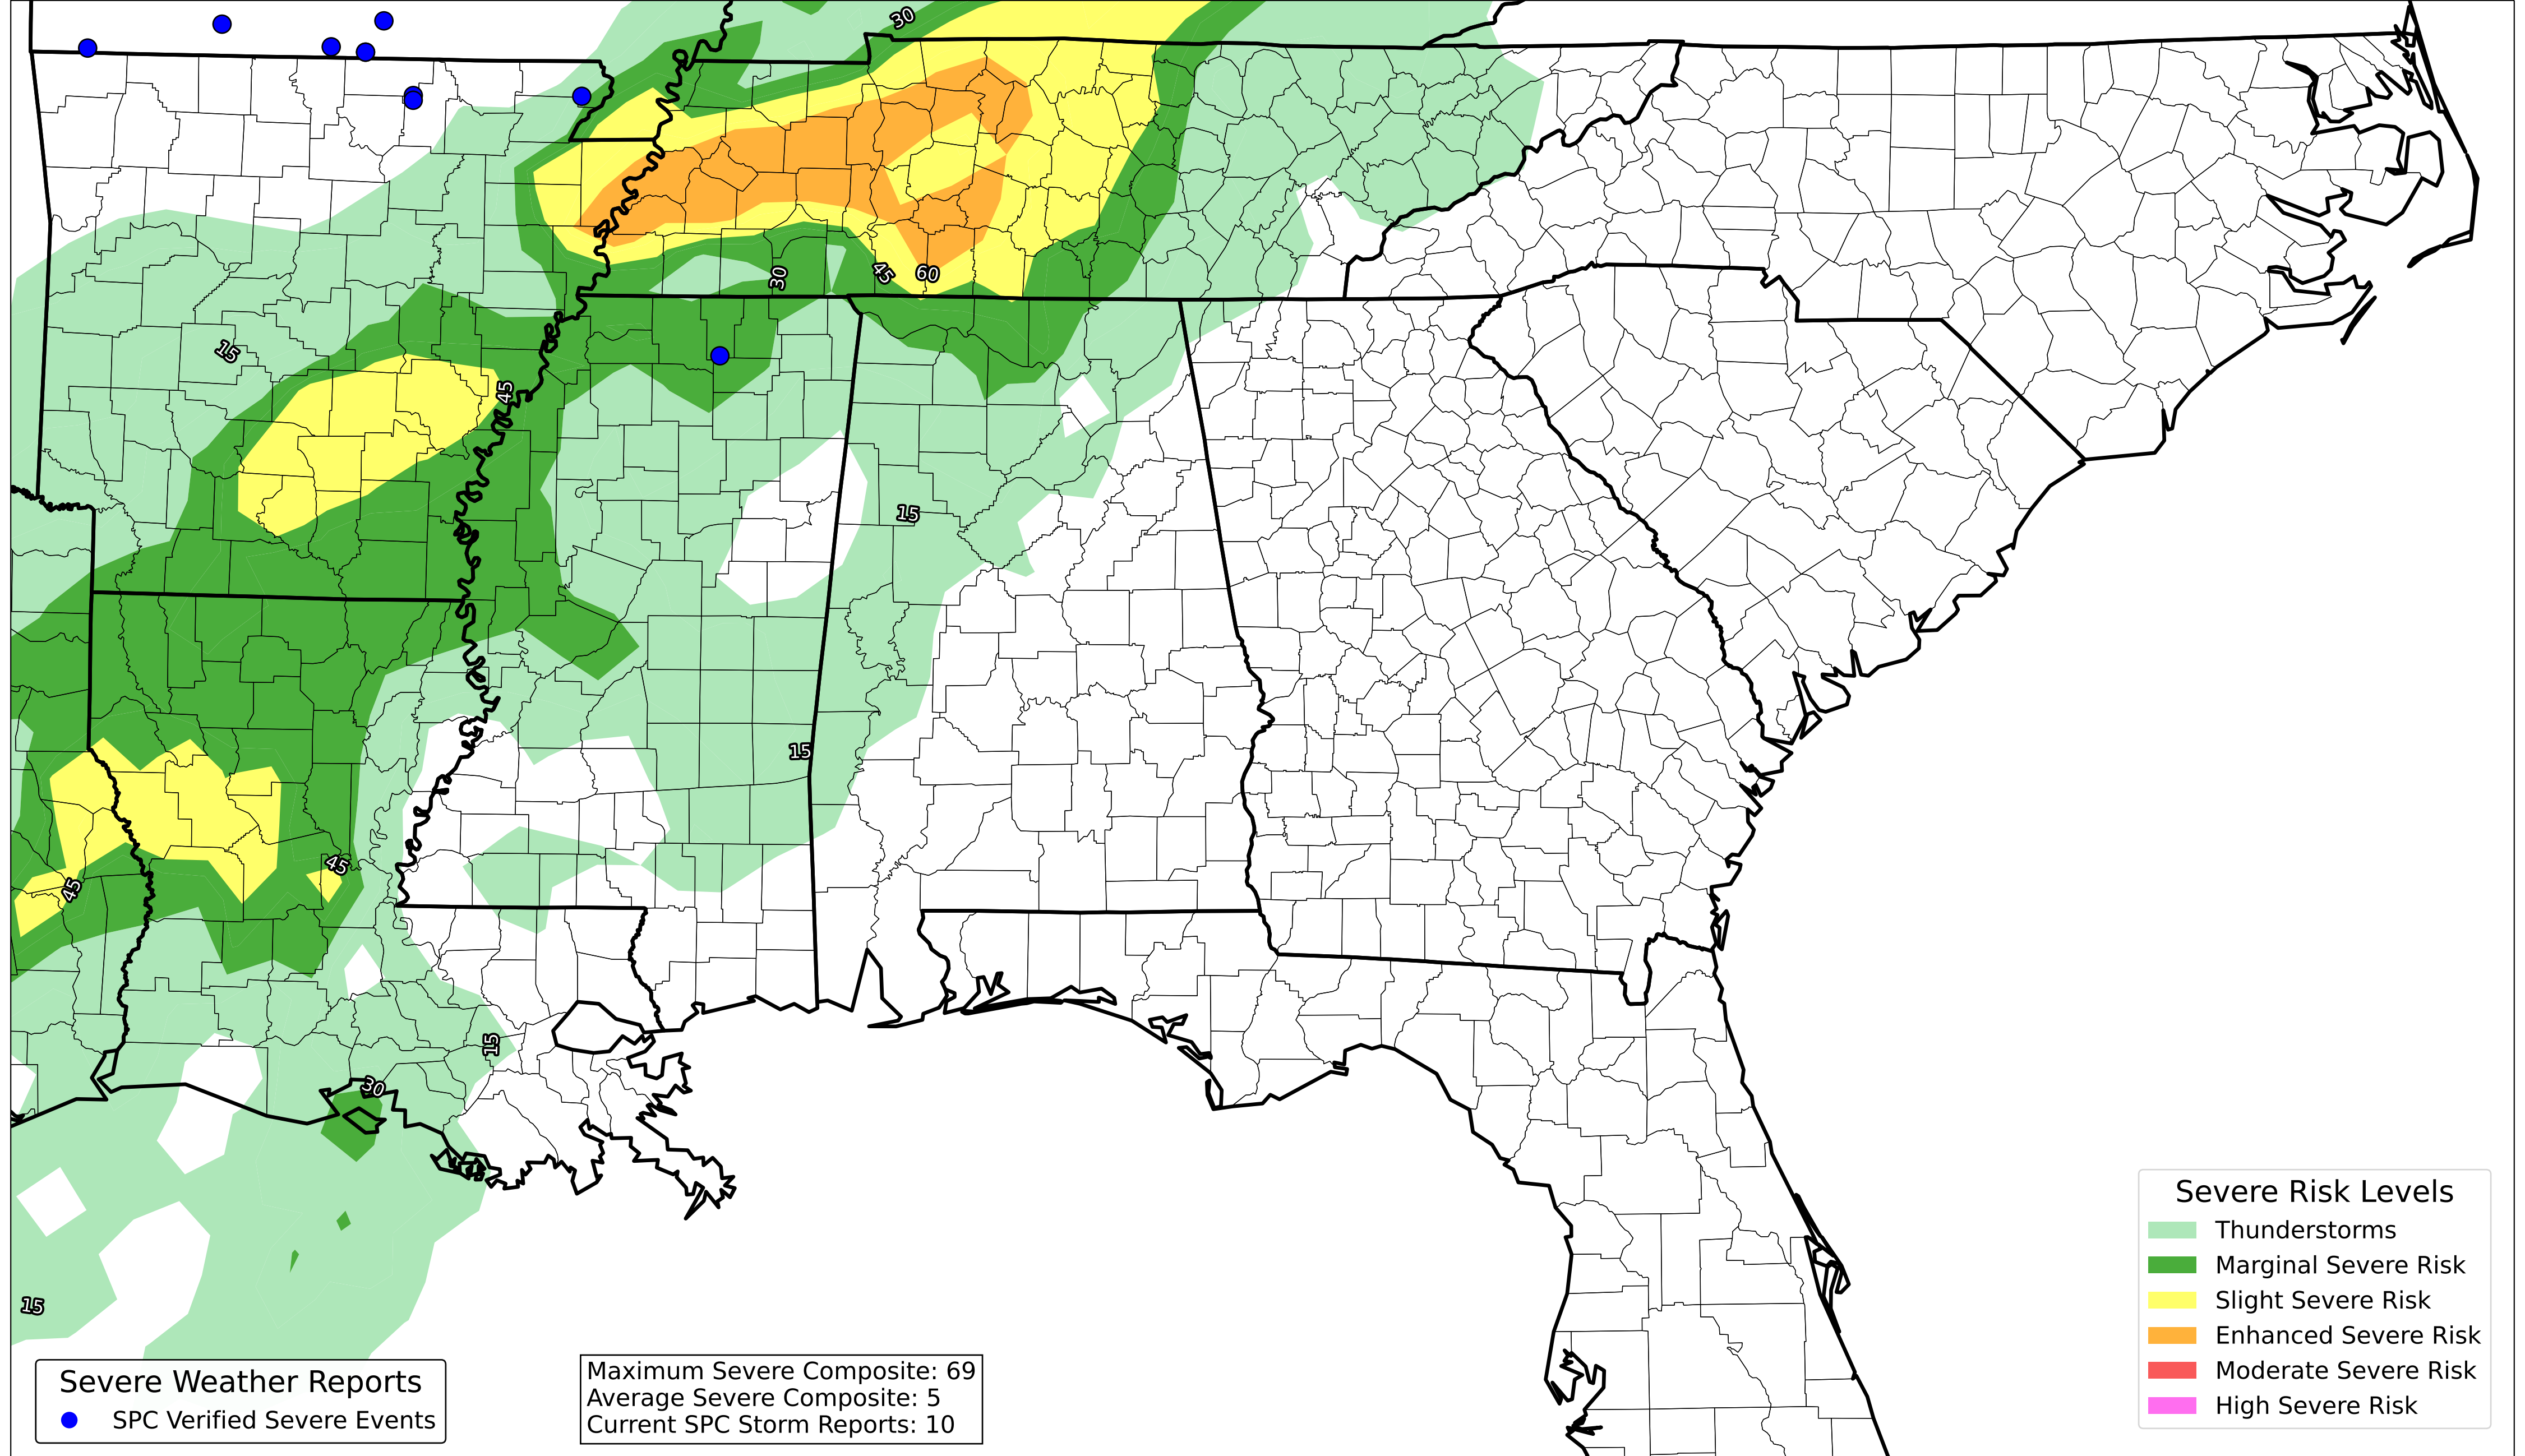 30
30
45
60
15
45
15
15
45
45
15
30
15
Severe Risk Levels
Thunderstorms
Marginal Severe Risk
Slight Severe Risk
Enhanced Severe Risk
Moderate Severe Risk
High Severe Risk
Severe Weather Reports
SPC Verified Severe Events
Maximum Severe Composite: 69
Average Severe Composite: 5
Current SPC Storm Reports: 10